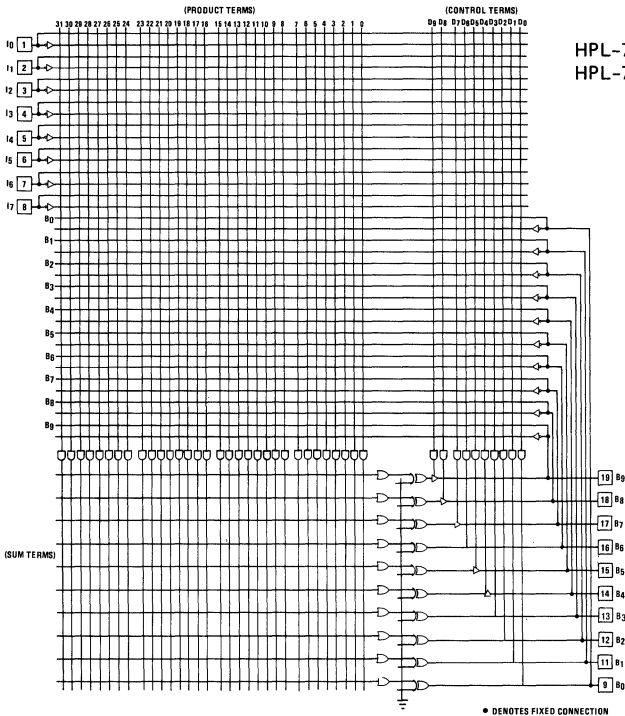 (PRODUCT TERMS) (CONTROL TERMS)
31 30 29 28 27 26 25 24 23 22 21 20 19 18 17 16 15 14 13 12 11 10 9 8 7 6 5 4 3 2 1 0 D9 D8 D7 D6 D5 D4 D3 D2 D1 D0
HPL-7
HPL-7
I0 1
I1 2
I2 3
I3 4
I4 5
I5 6
I6 7
I7 8
B0
B1
B2
B3
B4
B5
B6
B7
B8
B9
19 B9
18 B8
17 B7
(SUM TERMS)
16 B6
15 B5
14 B4
13 B3
12 B2
11 B1
9 B0
● DENOTES FIXED CONNECTION